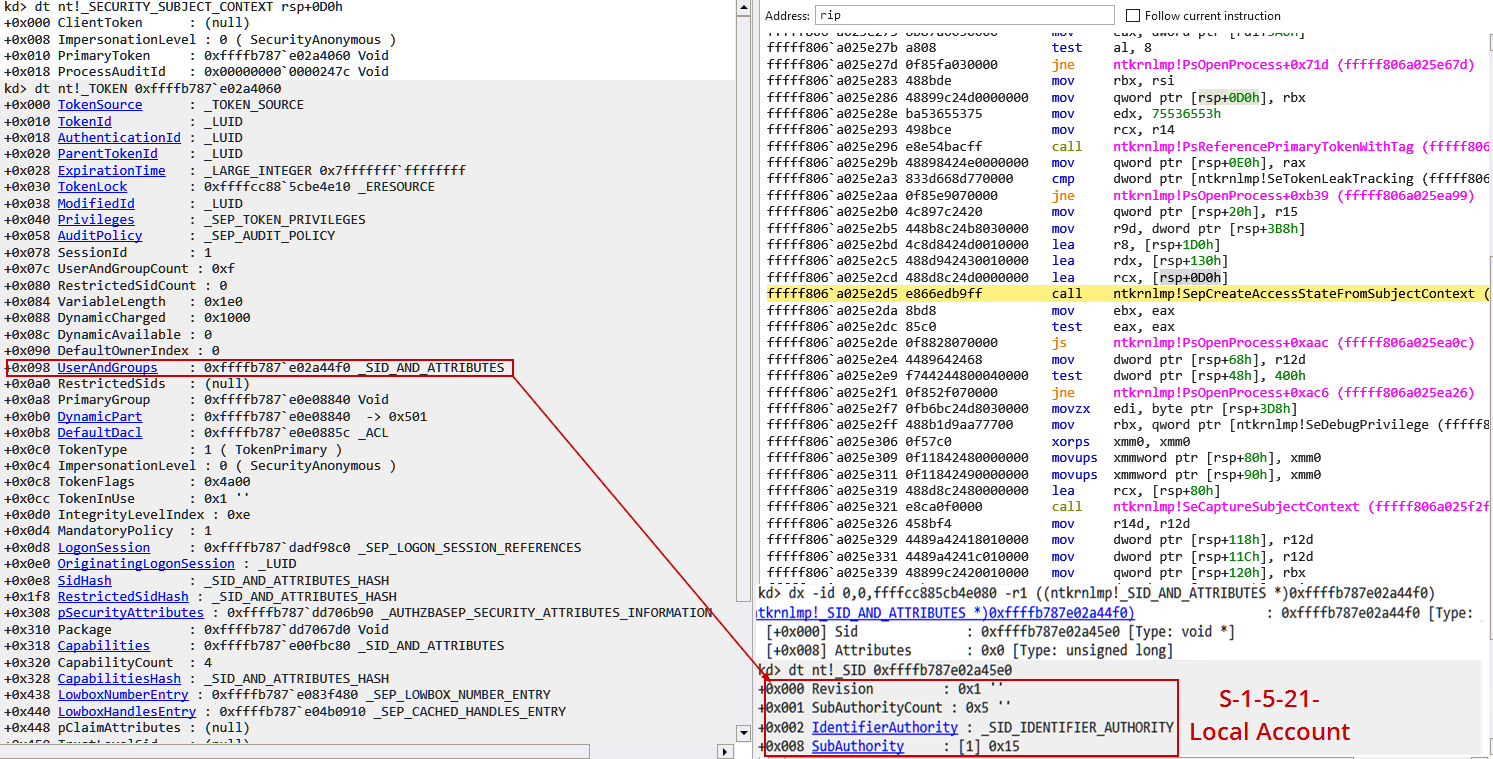 kd> dt nt!_SECURITY_SUBJECT_CONTEXT rsp+0D0h
+0x000 ClientToken : (null)
+0x008 ImpersonationLevel : 0 ( SecurityAnonymous )
+0x010 PrimaryToken : 0xffffb787`e02a4060 Void
+0x018 ProcessAuditId : 0x00000000`0000247c Void
kd> dt nt!_TOKEN 0xffffb787`e02a4060
+0x000 TokenSource : _TOKEN_SOURCE
+0x010 TokenId : _LUID
+0x018 AuthenticationId : _LUID
+0x020 ParentTokenId : _LUID
+0x028 ExpirationTime : _LARGE_INTEGER 0x7fffffff`ffffffff
+0x030 TokenLock : 0xffffcc88`5cbe4e10 _ERESOURCE
+0x038 ModifiedId : _LUID
+0x040 Privileges : _SEP_TOKEN_PRIVILEGES
+0x058 AuditPolicy : _SEP_AUDIT_POLICY
+0x078 SessionId : 1
+0x07c UserAndGroupCount : 0xf
+0x080 RestrictedSidCount : 0
+0x084 VariableLength : 0x1e0
+0x088 DynamicCharged : 0x1000
+0x08c DynamicAvailable : 0
+0x090 DefaultOwnerIndex : 0
+0x098 UserAndGroups : 0xffffb787`e02a44f0 _SID_AND_ATTRIBUTES
+0x0a0 RestrictedSids : (null)
+0x0a8 PrimaryGroup : 0xffffb787`e0e08840 Void
+0x0b0 DynamicPart : 0xffffb787`e0e08840 -> 0x501
+0x0b8 DefaultDacl : 0xffffb787`e0e0885c _ACL
+0x0c0 TokenType : 1 ( TokenPrimary )
+0x0c4 ImpersonationLevel : 0 ( SecurityAnonymous )
+0x0c8 TokenFlags : 0x4a00
+0x0cc TokenInUse : 0x1 ''
+0x0d0 IntegrityLevelIndex : 0xe
+0x0d4 MandatoryPolicy : 1
+0x0d8 LogonSession : 0xffffb787`dadf98c0 _SEP_LOGON_SESSION_REFERENCES
+0x0e0 OriginatingLogonSession : _LUID
+0x0e8 SidHash : _SID_AND_ATTRIBUTES_HASH
+0x1f8 RestrictedSidHash : _SID_AND_ATTRIBUTES_HASH
+0x308 pSecurityAttributes : 0xffffb787`dd706b90 _AUTHZBASEP_SECURITY_ATTRIBUTES_INFORMATION
+0x310 Package : 0xffffb787`dd7067d0 Void
+0x318 Capabilities : 0xffffb787`e00fbc80 _SID_AND_ATTRIBUTES
+0x320 CapabilityCount : 4
+0x328 CapabilitiesHash : _SID_AND_ATTRIBUTES_HASH
+0x438 LowboxNumberEntry : 0xffffb787`e083f480 _SEP_LOWBOX_NUMBER_ENTRY
+0x440 LowboxHandlesEntry : 0xffffb787`e04b0910 _SEP_CACHED_HANDLES_ENTRY
+0x448 pClaimAttributes : (null)
Address: rip Follow current instruction
fffff806`a025e27b a808 test al, 8
fffff806`a025e27d 0f85fa030000 jne ntkrnlmp!PsOpenProcess+0x71d (fffff806a025e67d)
fffff806`a025e283 488bde mov rbx, rsi
fffff806`a025e286 48899c24d0000000 mov qword ptr [rsp+0D0h], rbx
fffff806`a025e28e ba53655375 mov edx, 75536553h
fffff806`a025e293 498bce mov rcx, r14
fffff806`a025e296 e8e54bacff call ntkrnlmp!PsReferencePrimaryTokenWithTag (fffff806
fffff806`a025e29b 48898424e0000000 mov qword ptr [rsp+0E0h], rax
fffff806`a025e2a3 833d668d770000 cmp dword ptr [ntkrnlmp!SeTokenLeakTracking (fffff806
fffff806`a025e2aa 0f85e9070000 jne ntkrnlmp!PsOpenProcess+0xb39 (fffff806a025ea99)
fffff806`a025e2b0 4c897c2420 mov qword ptr [rsp+20h], r15
fffff806`a025e2b5 448b8c24b8030000 mov r9d, dword ptr [rsp+3B8h]
fffff806`a025e2bd 4c8d8424d0010000 lea r8, [rsp+1D0h]
fffff806`a025e2c5 488d942430010000 lea rdx, [rsp+130h]
fffff806`a025e2cd 488d8c24d0000000 lea rcx, [rsp+0D0h]
fffff806`a025e2d5 e866edb9ff call ntkrnlmp!SepCreateAccessStateFromSubjectContext (
fffff806`a025e2da 8bd8 mov ebx, eax
fffff806`a025e2dc 85c0 test eax, eax
fffff806`a025e2de 0f8828070000 js ntkrnlmp!PsOpenProcess+0xaac (fffff806a025ea0c)
fffff806`a025e2e4 4489642468 mov dword ptr [rsp+68h], r12d
fffff806`a025e2e9 f744244800040000 test dword ptr [rsp+48h], 400h
fffff806`a025e2f1 0f852f070000 jne ntkrnlmp!PsOpenProcess+0xac6 (fffff806a025ea26)
fffff806`a025e2f7 0fb6bc24d8030000 movzx edi, byte ptr [rsp+3D8h]
fffff806`a025e2ff 488b1d9aa77700 mov rbx, qword ptr [ntkrnlmp!SeDebugPrivilege (fffff8
fffff806`a025e306 0f57c0 xorps xmm0, xmm0
fffff806`a025e309 0f11842480000000 movups xmmword ptr [rsp+80h], xmm0
fffff806`a025e311 0f11842490000000 movups xmmword ptr [rsp+90h], xmm0
fffff806`a025e319 488d8c2480000000 lea rcx, [rsp+80h]
fffff806`a025e321 e8ca0f0000 call ntkrnlmp!SeCaptureSubjectContext (fffff806a025f2f
fffff806`a025e326 458bf4 mov r14d, r12d
fffff806`a025e329 4489a42418010000 mov dword ptr [rsp+118h], r12d
fffff806`a025e331 4489a4241c010000 mov dword ptr [rsp+11Ch], r12d
fffff806`a025e339 48899c2420010000 mov qword ptr [rsp+120h], rbx
kd> dx -id 0,0,ffffcc885cb4e080 -r1 ((ntkrnlmp!_SID_AND_ATTRIBUTES *)0xffffb787e02a44f0)
ntkrnlmp!_SID_AND_ATTRIBUTES *)0xffffb787e02a44f0) : 0xffffb787e02a44f0 [Type:
[+0x000] Sid : 0xffffb787e02a45e0 [Type: void *]
[+0x008] Attributes : 0x0 [Type: unsigned long]
kd> dt nt!_SID 0xffffb787e02a45e0
+0x000 Revision : 0x1 ''
+0x001 SubAuthorityCount : 0x5 ''
+0x002 IdentifierAuthority : _SID_IDENTIFIER_AUTHORITY
+0x008 SubAuthority : [1] 0x15
S-1-5-21-
Local Account